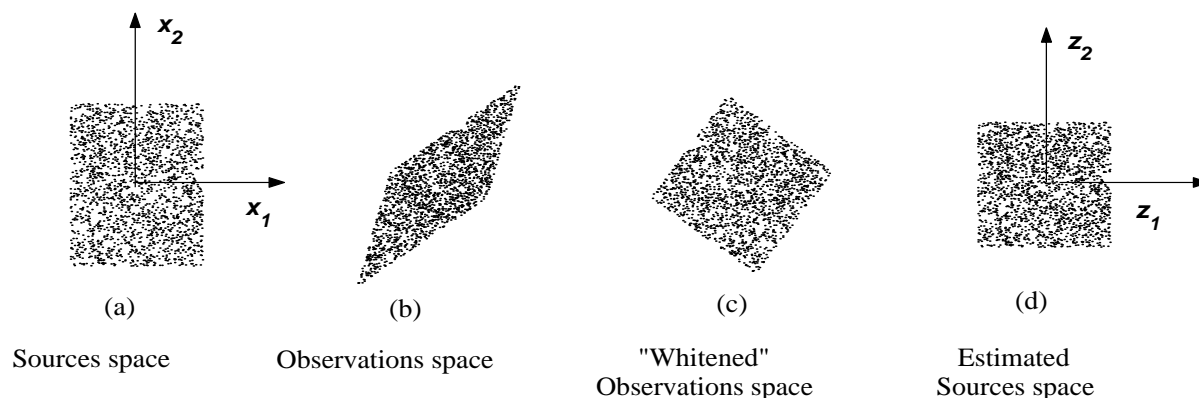 x2
x1
z2
z1
(a)
(b)
(c)
(d)
Sources space
Observations space
"Whitened"
Observations space
Estimated
Sources space